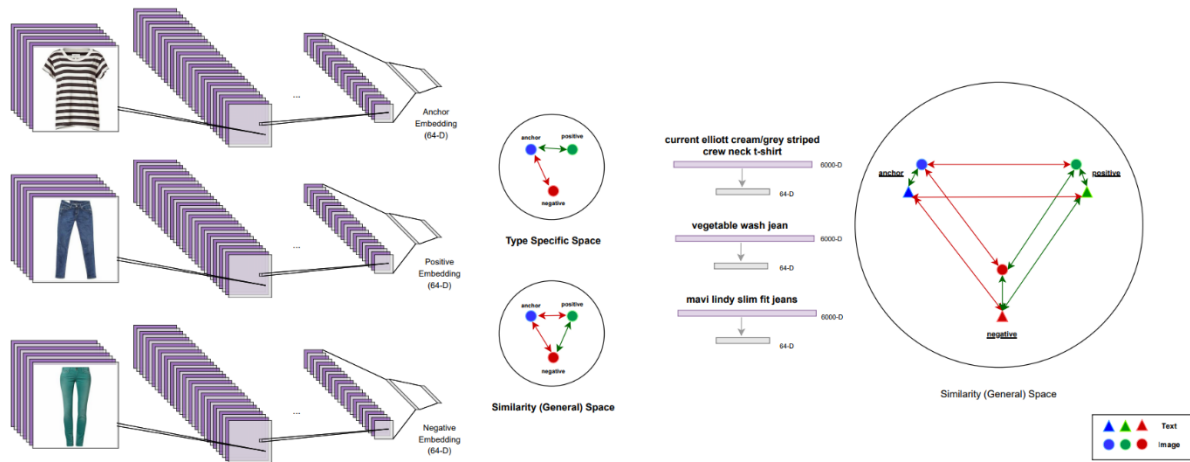 ...
Anchor
Embedding
(64-D)
...
Positive
Embedding
(64-D)
...
Negative
Embedding
(64-D)
anchor
positive
negative
Type Specific Space
anchor
positive
negative
Similarity (General) Space
current elliott cream/grey striped
crew neck t-shirt
6000-D
64-D
vegetable wash jean
6000-D
64-D
mavi lindy slim fit jeans
6000-D
64-D
anchor
positive
negative
Similarity (General) Space
Text
Image